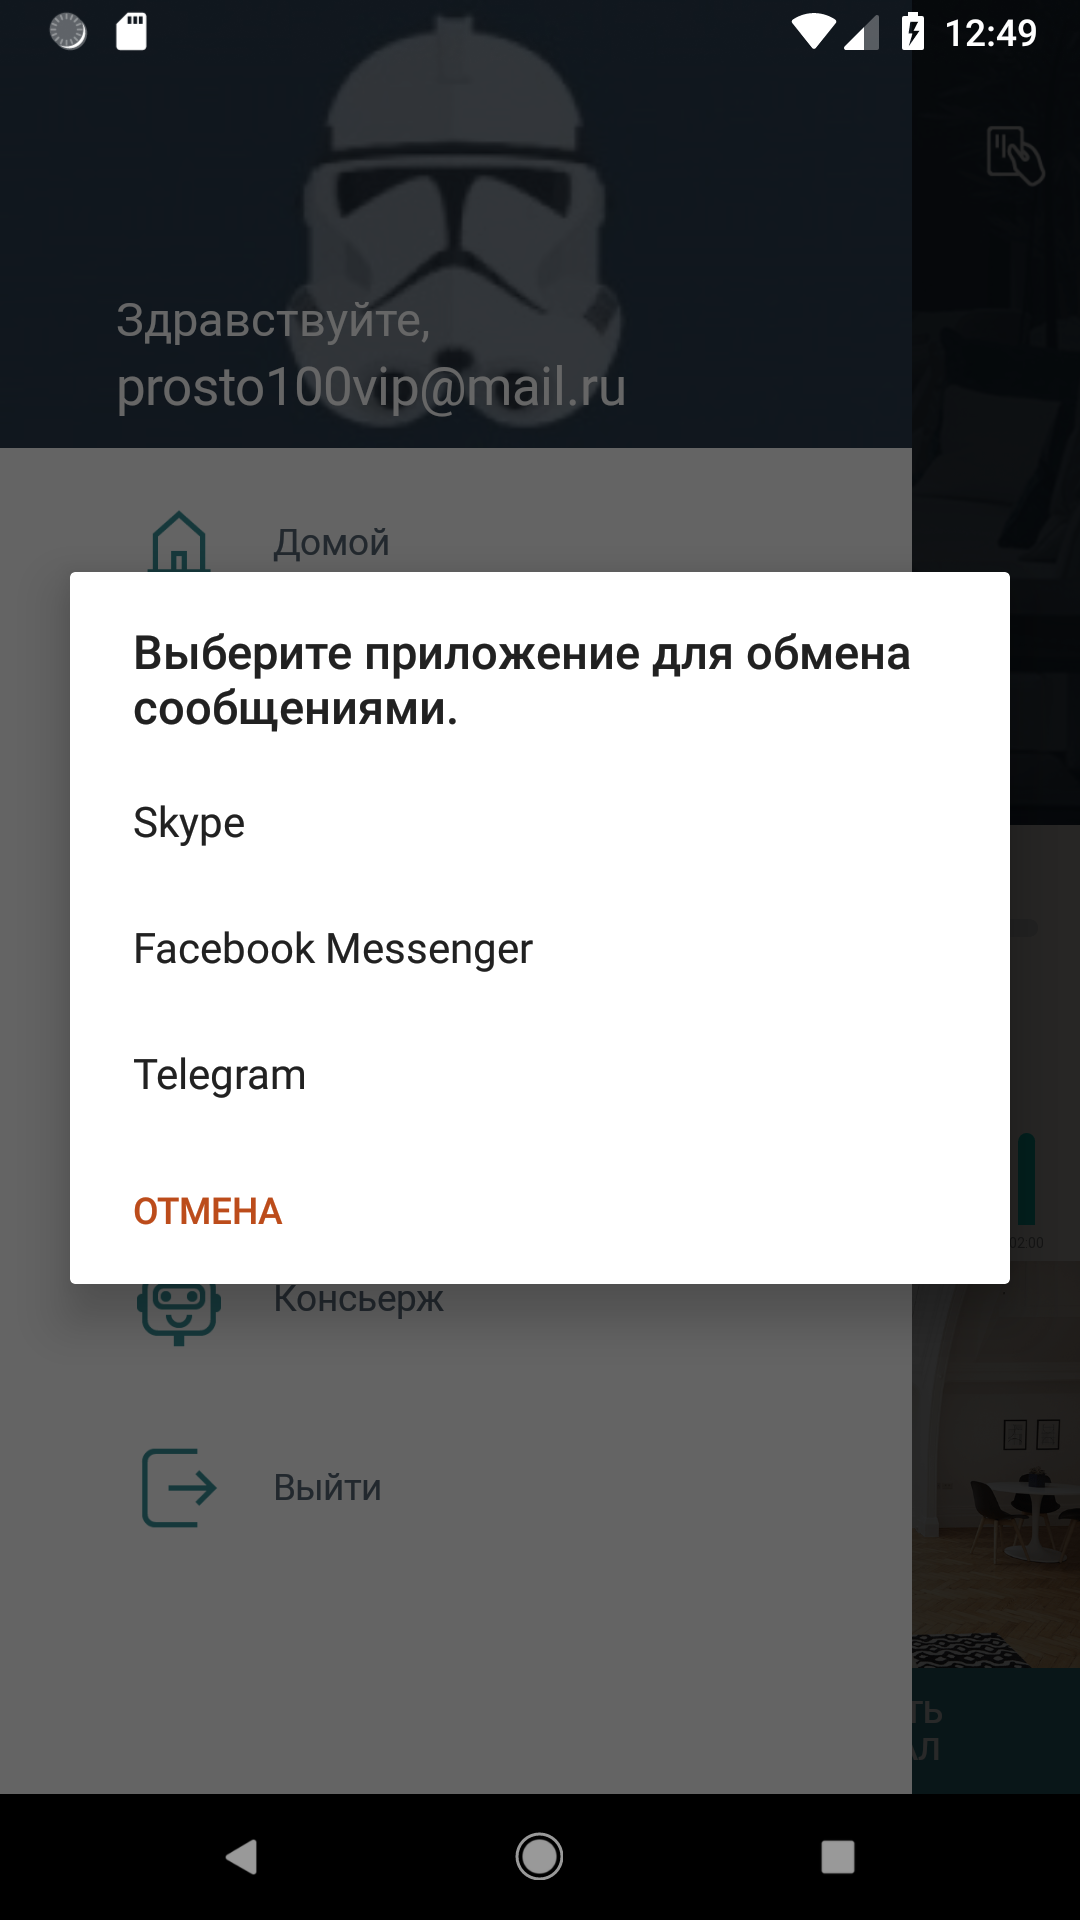 12:49
Здравствуйте,
prosto100vip@mail.ru
Домой
Выберите приложение для обмена
сообщениями.
Skype
Facebook Messenger
Telegram
ОТМЕНА
02:00
Консьерж
Выйти
ТЬ
АЛ